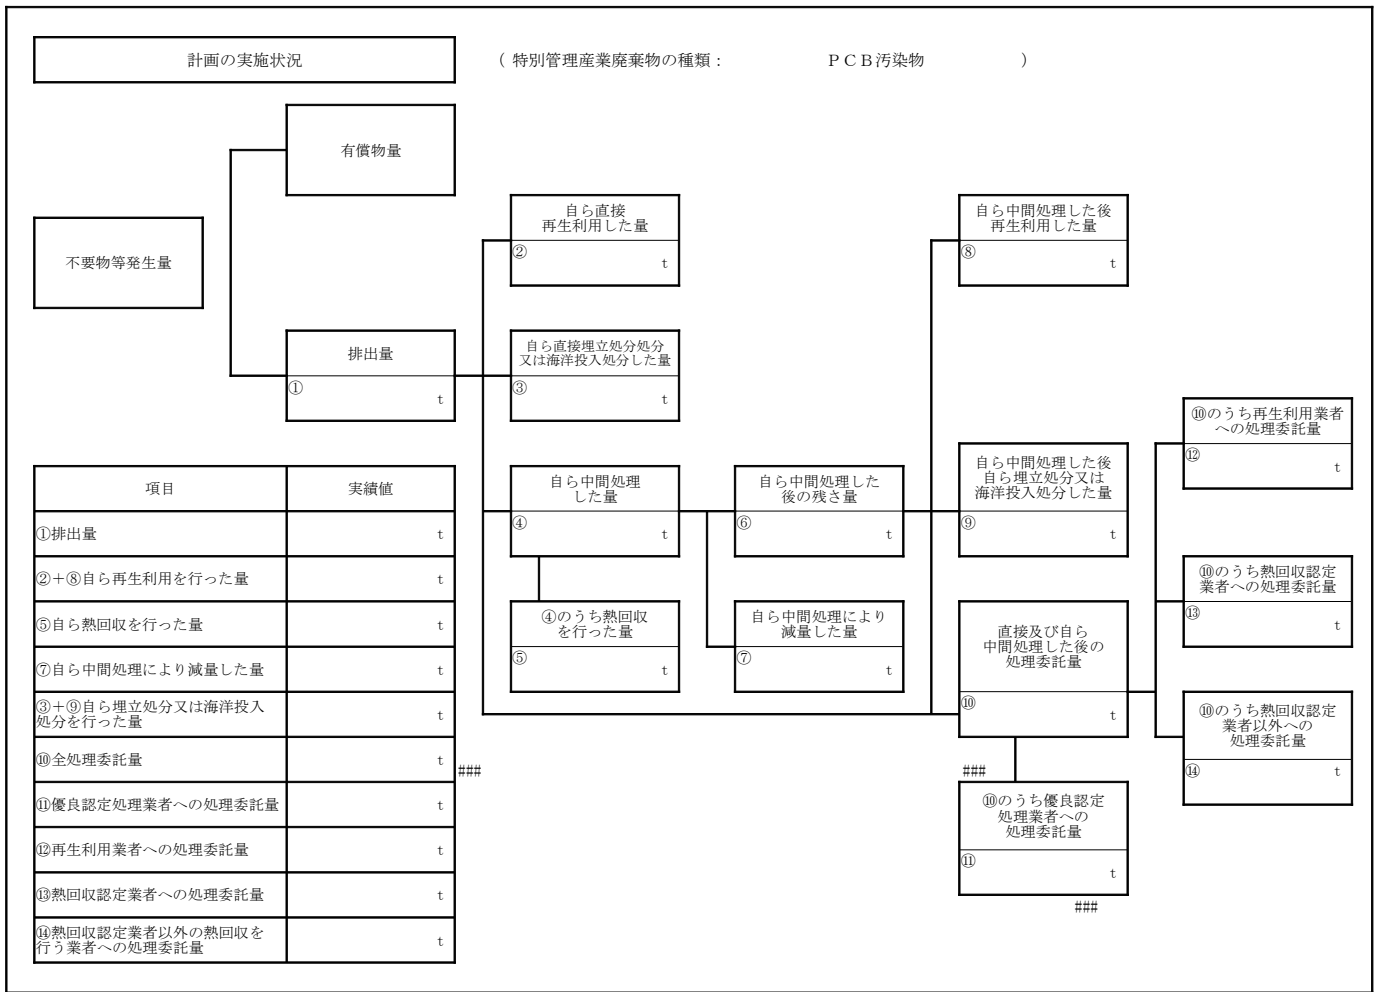 計画の実施状況
( 特別管理産業廃棄物の種類： ＰＣＢ汚染物 )
有償物量
不要物等発生量
自ら直接
再生利用した量
②
t
自ら中間処理した後
再生利用した量
⑧
t
排出量
①
t
自ら直接埋立処分処分
又は海洋投入処分した量
③
t
⑩のうち再生利用業者
への処理委託量
⑫
t
自ら中間処理
した量
④
t
自ら中間処理した
後の残さ量
⑥
t
自ら中間処理した後
自ら埋立処分又は
海洋投入処分した量
⑨
t
⑩のうち熱回収認定
業者への処理委託量
⑬
t
④のうち熱回収
を行った量
⑤
t
自ら中間処理により
減量した量
⑦
t
直接及び自ら
中間処理した後の
処理委託量
⑩
t
⑩のうち熱回収認定
業者以外への
処理委託量
⑭
t
###
⑩のうち優良認定
処理業者への
処理委託量
⑪
t
###
項目 実績値
①排出量 t
②＋⑧自ら再生利用を行った量 t
⑤自ら熱回収を行った量 t
⑦自ら中間処理により減量した量 t
③＋⑨自ら埋立処分又は海洋投入
処分を行った量 t
⑩全処理委託量 t
###
⑪優良認定処理業者への処理委託量 t
⑫再生利用業者への処理委託量 t
⑬熱回収認定業者への処理委託量 t
⑭熱回収認定業者以外の熱回収を
行う業者への処理委託量 t